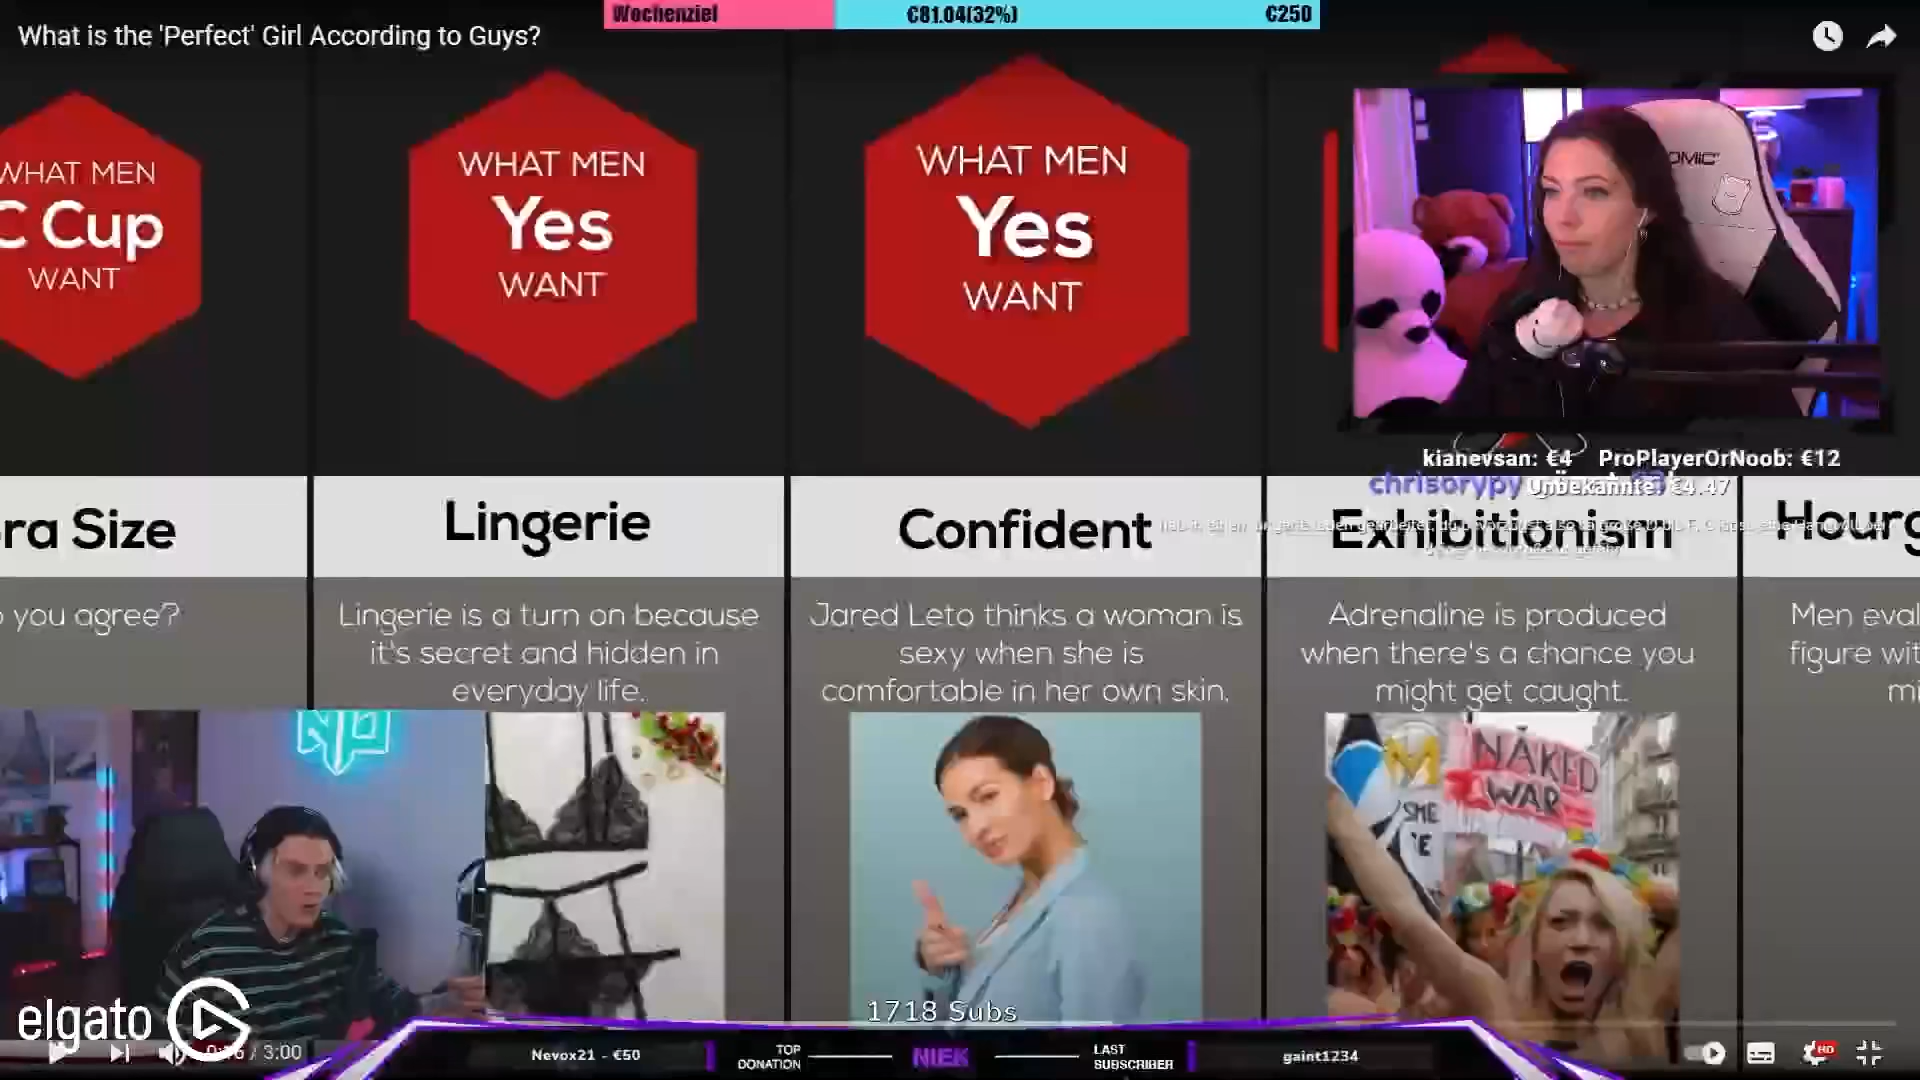 Wochenziel €81.04(32%) €250
What is the 'Perfect' Girl According to Guys?
WHAT MEN
C Cup
WANT
WHAT MEN
Yes
WANT
WHAT MEN
Yes
WANT
OMIC
kianevsan: €4 ProPlayerOrNoob: €12
chrisorypy
Unbekannte: €4.47
ra Size
you agree?
Lingerie
Lingerie is a turn on because
it's secret and hidden in
everyday life.
Confident
Jared Leto thinks a woman is
sexy when she is
comfortable in her own skin.
Exhibitionism
Adrenaline is produced
when there's a chance you
might get caught.
Hourg
Men eval
figure wit
mi
NAKED
WAR
SHE
1718 Subs
elgato
0:16 / 3:00
Nevox21 - €50
TOP
DONATION
NIEK
LAST
SUBSCRIBER
gaint1234
HD